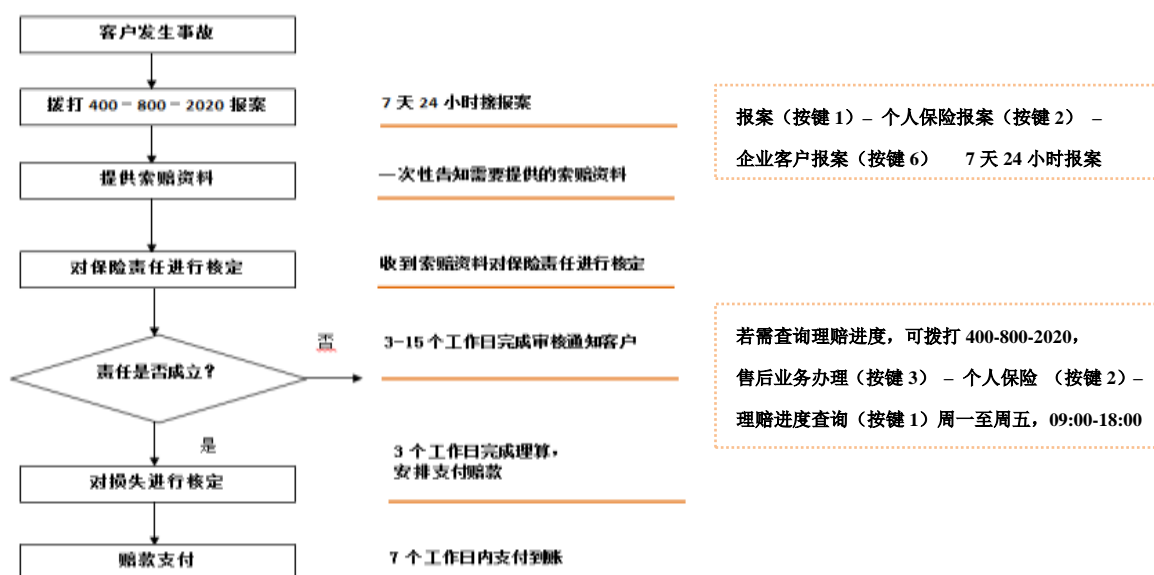 客户发生事故
拨打 400－800－2020 报案
7 天 24 小时接报案
报案（按键 1）– 个人保险报案（按键 2） –
企业客户报案（按键 6） 7 天 24 小时报案
提供索赔资料
一次性告知需要提供的索赔资料
对保险责任进行核定
收到索赔资料对保险责任进行核定
责任是否成立？
否
3-15 个工作日完成审核通知客户
若需查询理赔进度，可拨打 400-800-2020，
售后业务办理（按键 3） – 个人保险 （按键 2）–
理赔进度查询（按键 1）周一至周五，09:00-18:00
是
3 个工作日完成理算，
安排支付赔款
对损失进行核定
赔款支付
7 个工作日内支付到账